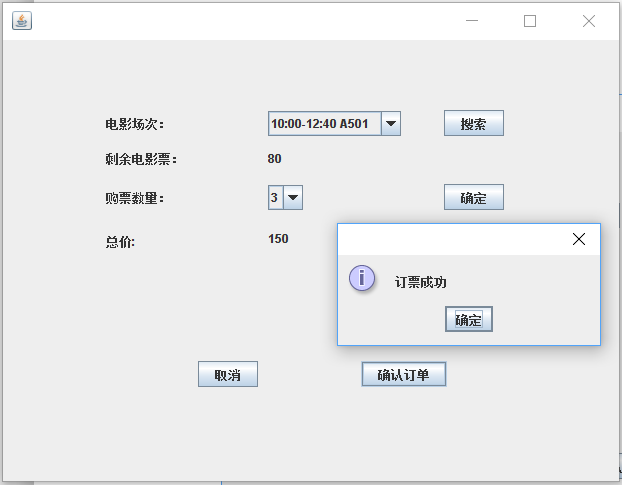 电影场次： 10:00-12:40 A501 搜索
剩余电影票： 80
购票数量： 3 确定
总价: 150
订票成功
确定
取消 确认订单